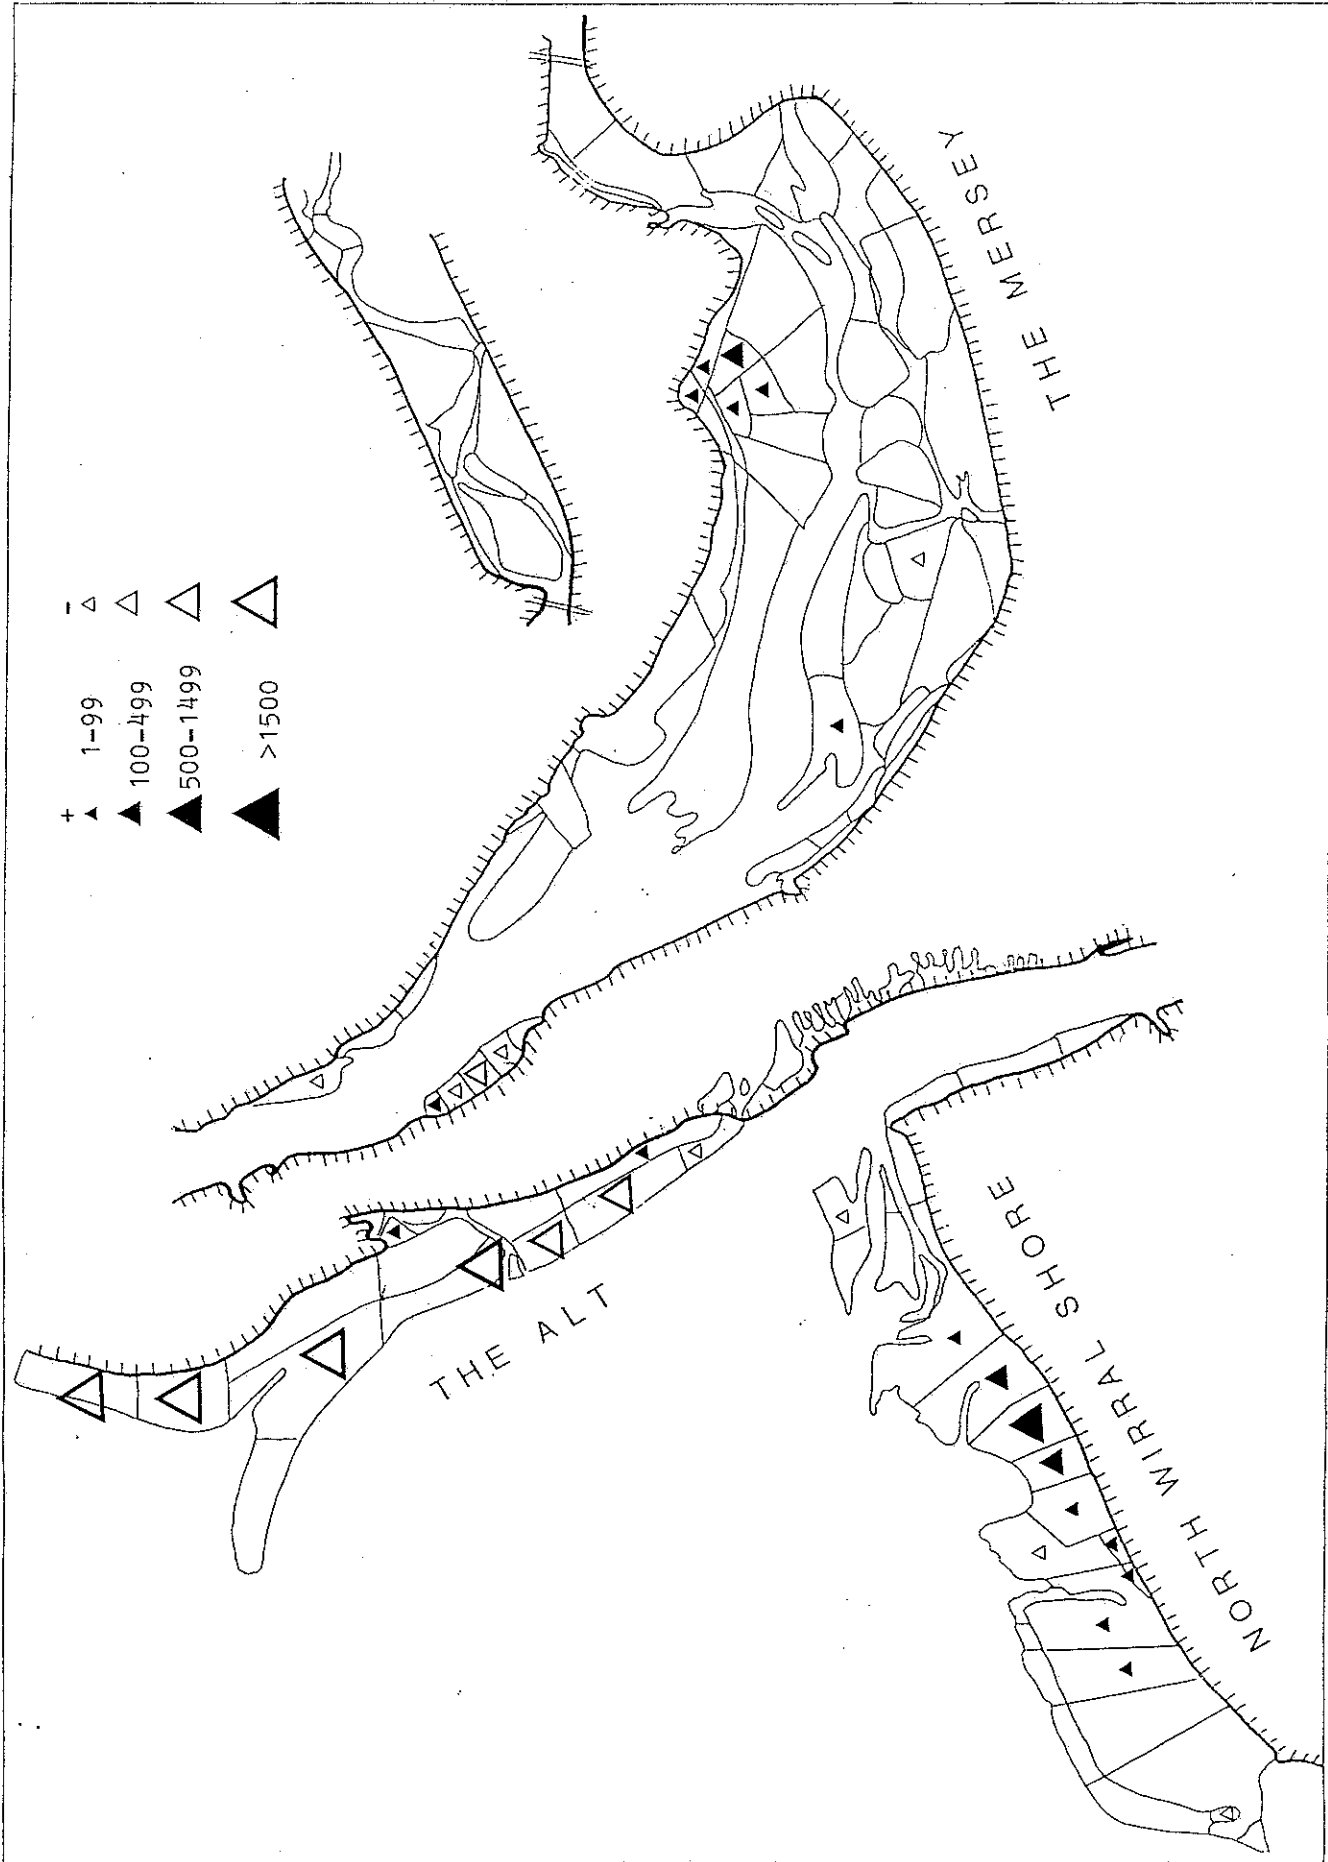 + -
1-99
100-499
500-1499
>1500
THE MERSEY
THE ALT
NORTH WIRRAL SHORE